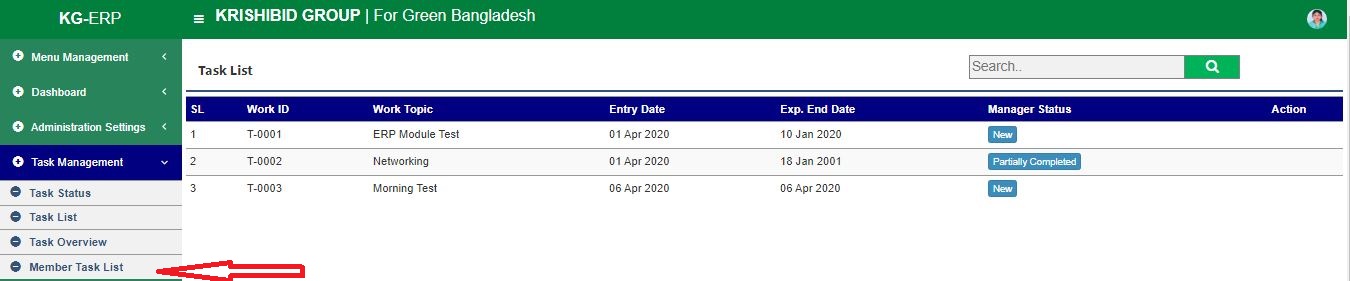 KG-ERP
KRISHIBID GROUP | For Green Bangladesh
Menu Management
Dashboard
Administration Settings
Task Management
Task Status
Task List
Task Overview
Member Task List
Task List
Search..
SL Work ID Work Topic Entry Date Exp. End Date Manager Status Action
1 T-0001 ERP Module Test 01 Apr 2020 10 Jan 2020 New
2 T-0002 Networking 01 Apr 2020 18 Jan 2001 Partially Completed
3 T-0003 Morning Test 06 Apr 2020 06 Apr 2020 New